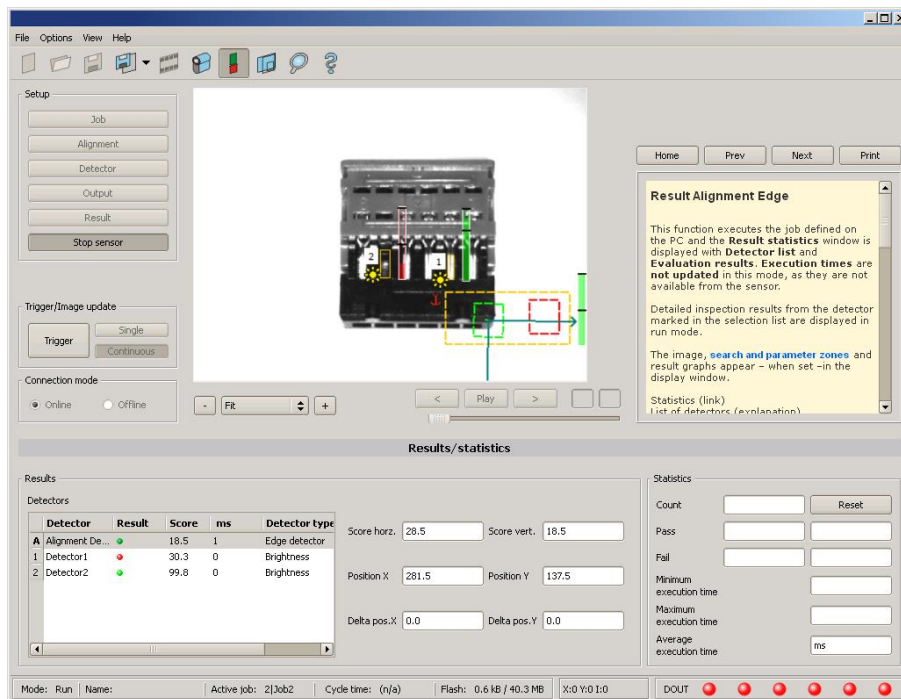 File Options View Help
Setup
Job
Alignment
Detector
Output
Result
Stop sensor
Trigger/Image update
Trigger
Single
Continuous
Connection mode
Online
Offline
2
1
- Fit +
< Play >
Home Prev Next Print
Result Alignment Edge
This function executes the job defined on
the PC and the Result statistics window is
displayed with Detector list and
Evaluation results. Execution times are
not updated in this mode, as they are not
available from the sensor.
Detailed inspection results from the detector
marked in the selection list are displayed in
run mode.
The image, search and parameter zones and
result graphs appear – when set –in the
display window.
Statistics (link)
List of detectors (explanation)
Results/statistics
Results
Detectors
Detector Result Score ms Detector type
A Alignment De... 18.5 1 Edge detector
1 Detector1 30.3 0 Brightness
2 Detector2 99.8 0 Brightness
Score horz. 28.5 Score vert. 18.5
Position X 281.5 Position Y 137.5
Delta pos.X 0.0 Delta pos.Y 0.0
Statistics
Count Reset
Pass
Fail
Minimum
execution time
Maximum
execution time
Average
execution time ms
Mode: Run Name: Active job: 2|Job2 Cycle time: (n/a) Flash: 0.6 kB / 40.3 MB X:0 Y:0 I:0 DOUT